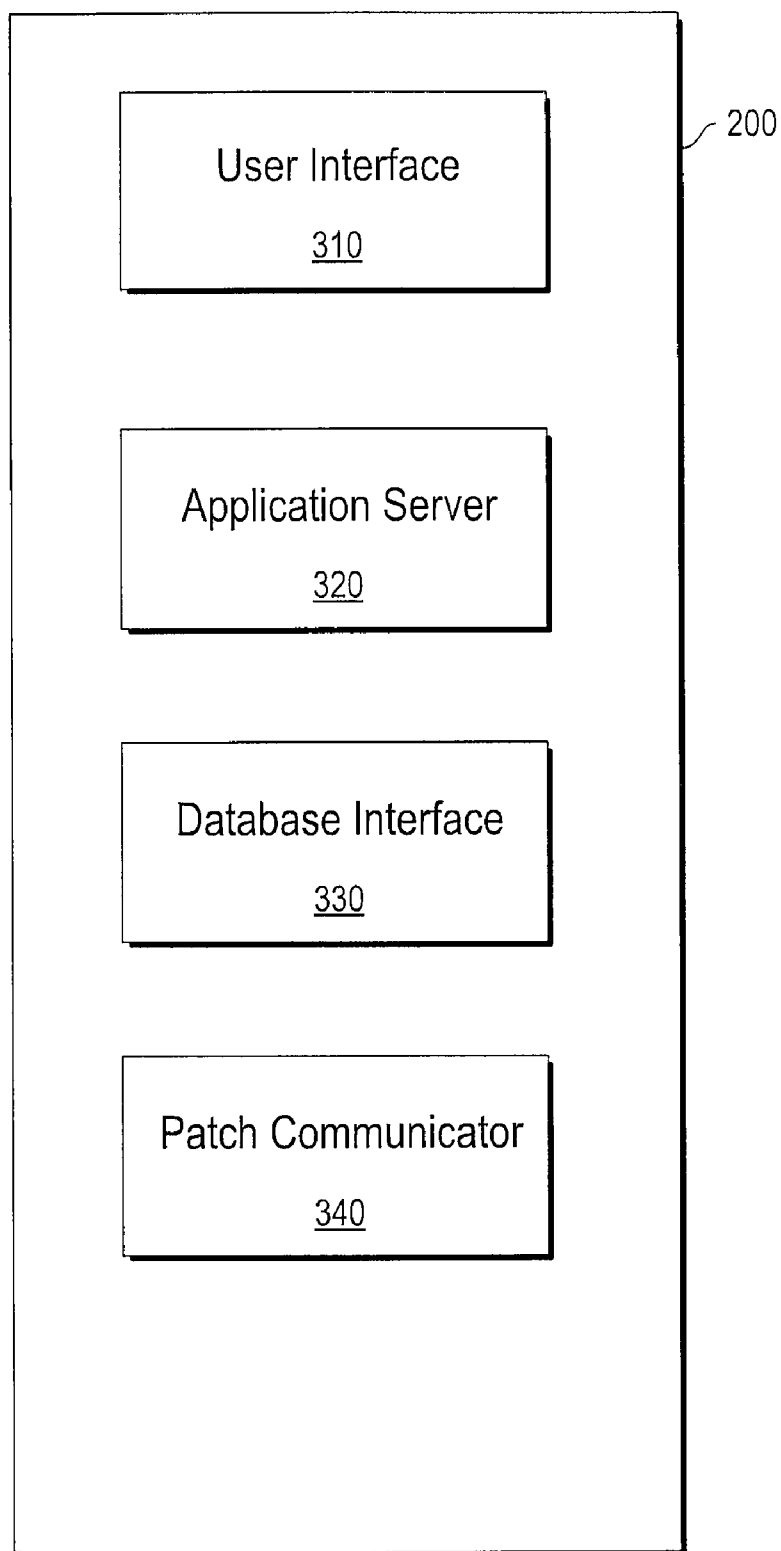 200
User Interface
310
Application Server
320
Database Interface
330
Patch Communicator
340